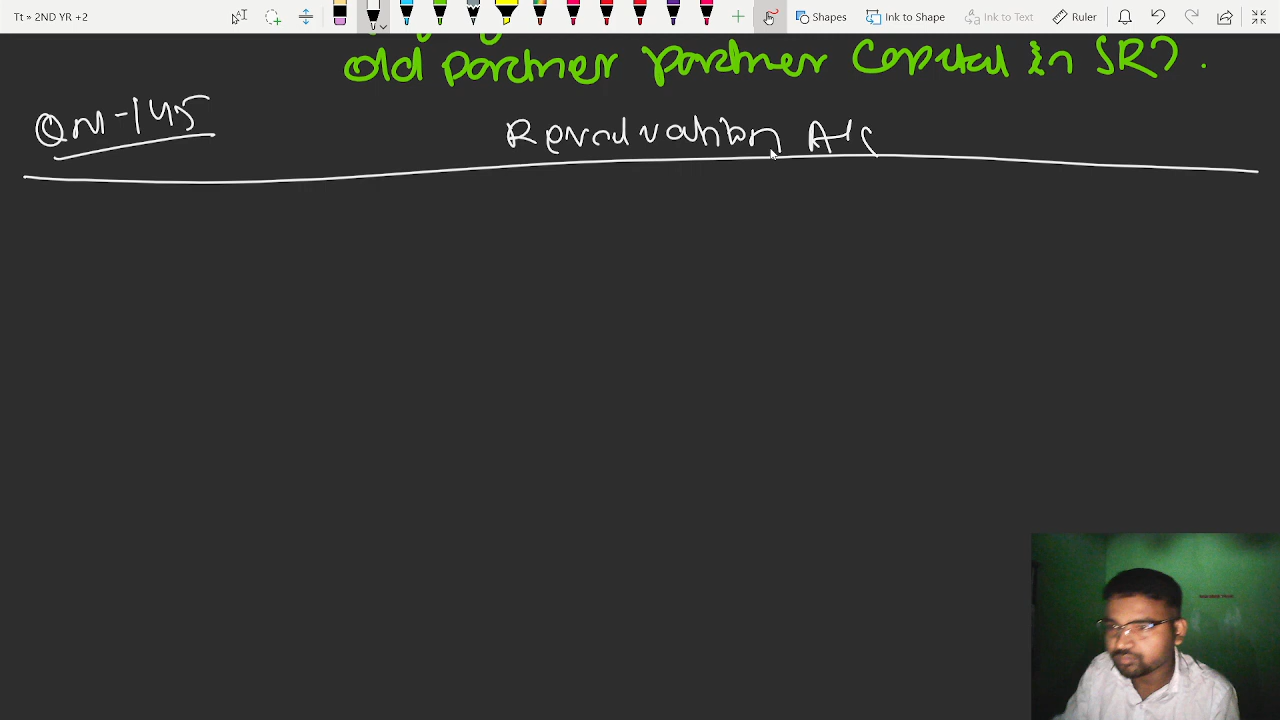 Tt » 2ND YR +2
Shapes Ink to Shape Ink to Text Ruler
old partner partner Capital in SR) .
Qn-145
Revaluation A/c